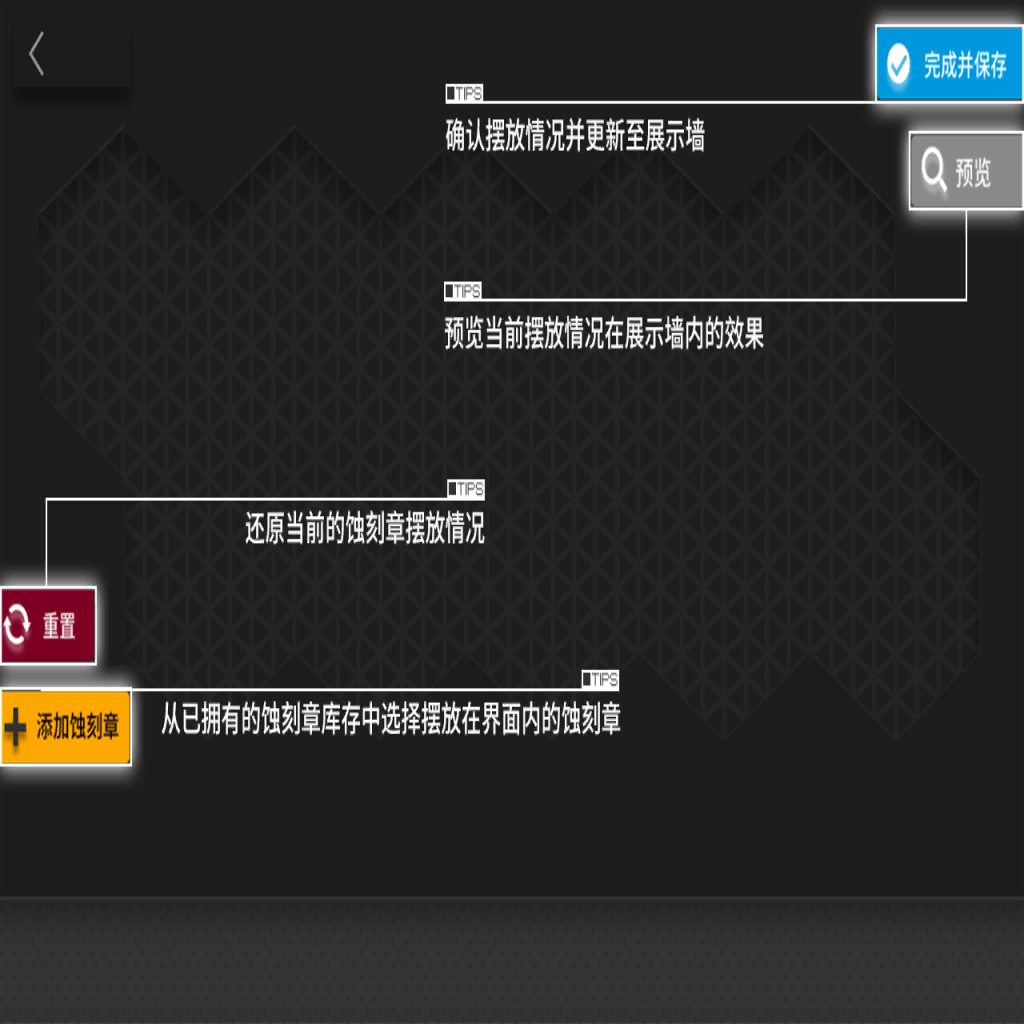 完成并保存
TIPS
确认摆放情况并更新至展示墙
预览
TIPS
预览当前摆放情况在展示墙内的效果
TIPS
还原当前的蚀刻章摆放情况
重置
TIPS
添加蚀刻章
从已拥有的蚀刻章库存中选择摆放在界面内的蚀刻章